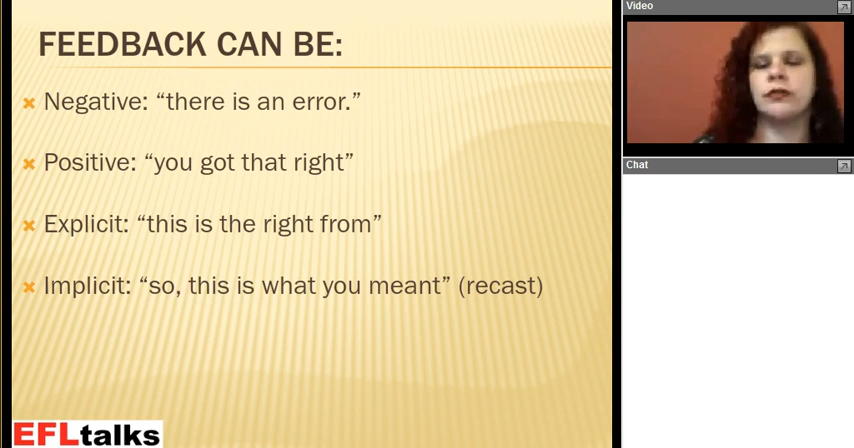 FEEDBACK CAN BE:
Negative: “there is an error.”
Positive: “you got that right”
Explicit: “this is the right from”
Implicit: “so, this is what you meant” (recast)
EFLtalks
Video
Chat